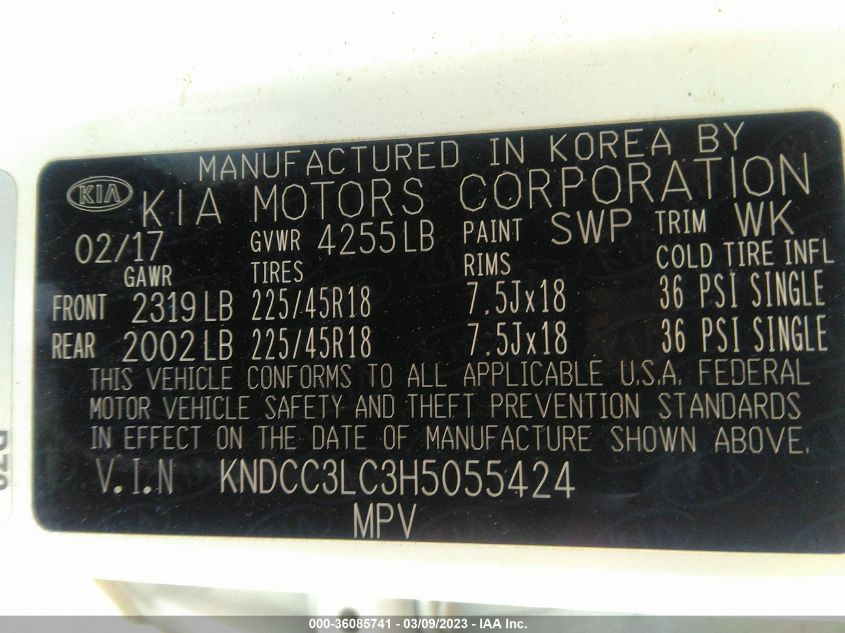 MANUFACTURED IN KOREA BY
KIA KIA MOTORS CORPORATION
02/17 GVWR 4255LB PAINT SWP TRIM WK
GAWR TIRES RIMS COLD TIRE INFL
FRONT 2319LB 225/45R18 7.5Jx18 36 PSI SINGLE
REAR 2002LB 225/45R18 7.5Jx18 36 PSI SINGLE
THIS VEHICLE CONFORMS TO ALL APPLICABLE U.S.A. FEDERAL
MOTOR VEHICLE SAFETY AND THEFT PREVENTION STANDARDS
IN EFFECT ON THE DATE OF MANUFACTURE SHOWN ABOVE.
V.I.N KNDCC3LC3H5055424
MPV
000-36085741 - 03/09/2023 - IAA Inc.